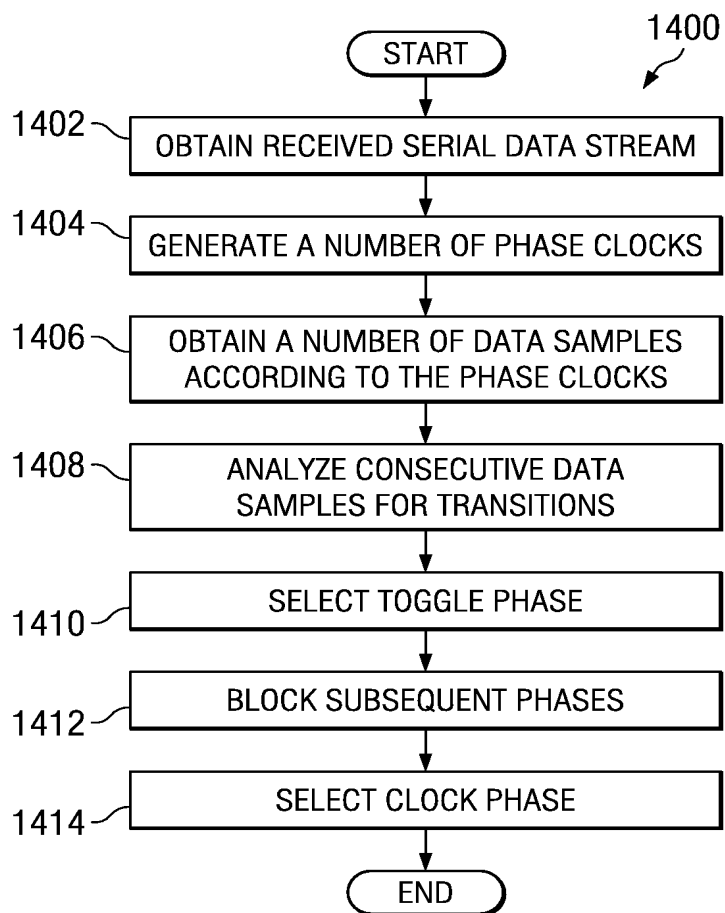 1400
START
1402
OBTAIN RECEIVED SERIAL DATA STREAM
1404
GENERATE A NUMBER OF PHASE CLOCKS
1406
OBTAIN A NUMBER OF DATA SAMPLES
ACCORDING TO THE PHASE CLOCKS
1408
ANALYZE CONSECUTIVE DATA
SAMPLES FOR TRANSITIONS
SELECT TOGGLE PHASE
1410
BLOCK SUBSEQUENT PHASES
1412
SELECT CLOCK PHASE
1414
END